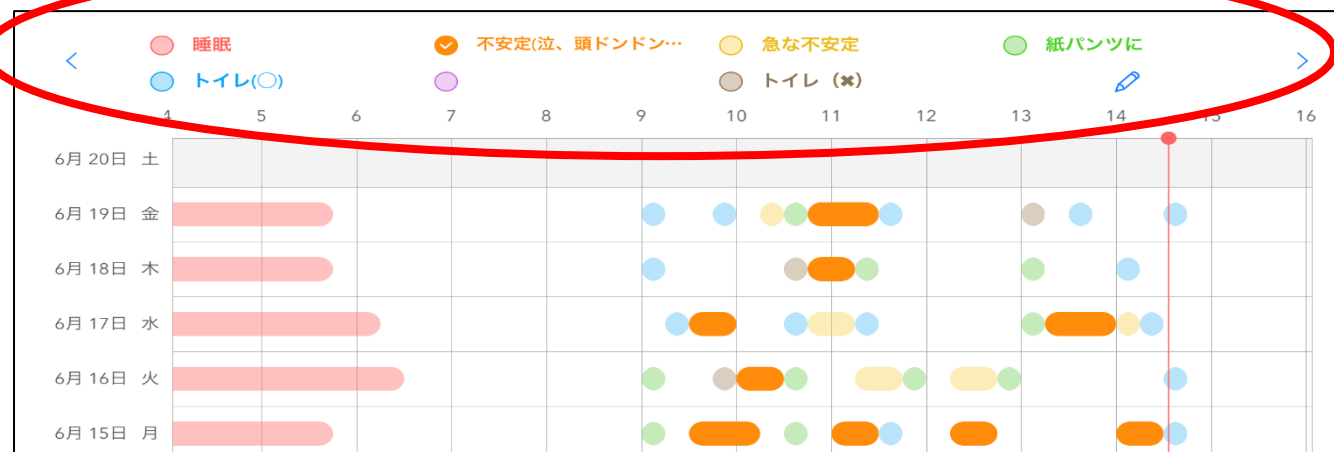 睡眠 不安定(泣、頭ドンドン… 急な不安定 紙パンツに
トイレ(○) トイレ（✖）
4 5 6 7 8 9 10 11 12 13 14 15 16
6月 20日 土
6月 19日 金
6月 18日 木
6月 17日 水
6月 16日 火
6月 15日 月